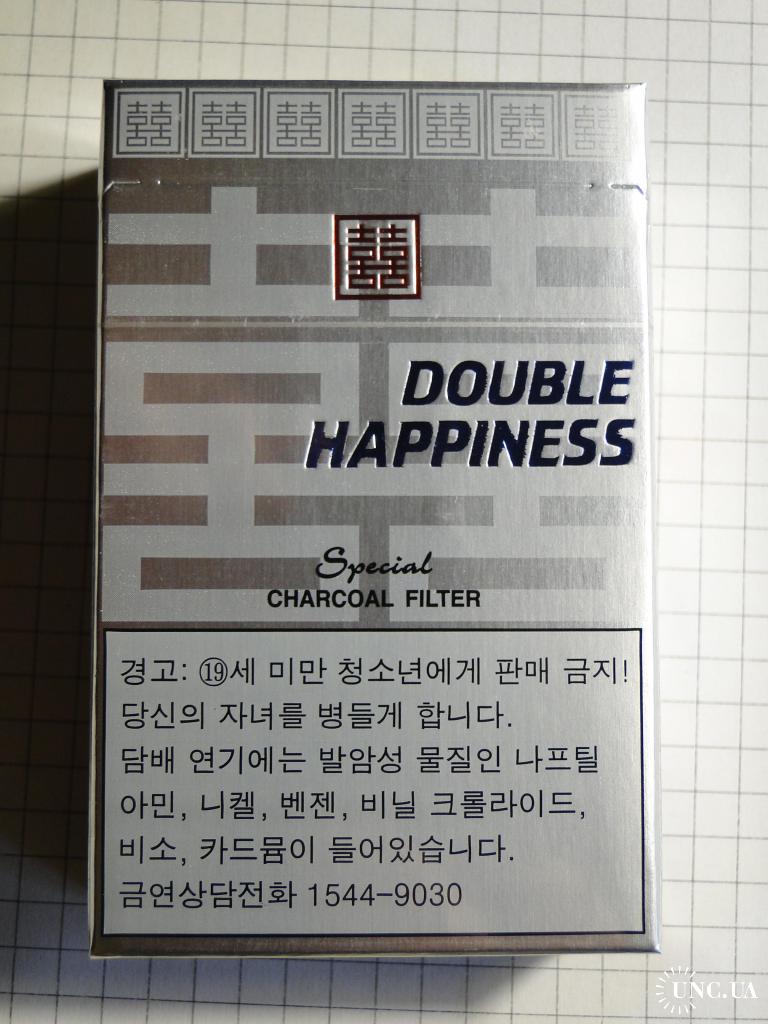 囍 囍 囍 囍 囍 囍 囍
囍
DOUBLE
HAPPINESS
Special
CHARCOAL FILTER
경고: ⑲세 미만 청소년에게 판매 금지!
당신의 자녀를 병들게 합니다.
담배 연기에는 발암성 물질인 나프틸
아민, 니켈, 벤젠, 비닐 크롤라이드,
비소, 카드뮴이 들어있습니다.
금연상담전화 1544-9030
UNC.UA